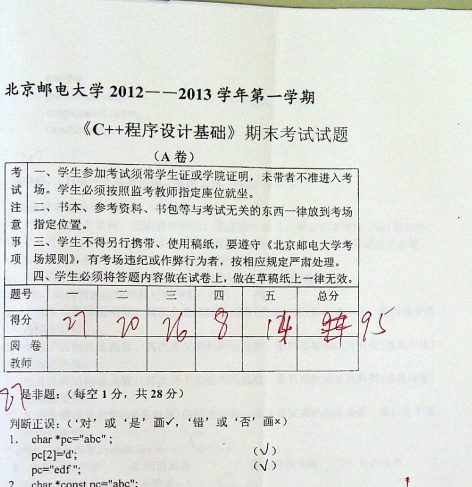 北京邮电大学 2012——2013 学年第一学期
《C++程序设计基础》期末考试试题
（A 卷）
考试注意事项
一、学生参加考试须带学生证或学院证明，未带者不准进入考
场。学生必须按照监考教师指定座位就坐。
二、书本、参考资料、书包等与考试无关的东西一律放到考场
指定位置。
三、学生不得另行携带、使用稿纸，要遵守《北京邮电大学考
场规则》，有考场违纪或作弊行为者，按相应规定严肃处理。
四、学生必须将答题内容做在试卷上，做在草稿纸上一律无效。
题号 一 二 三 四 五 总分
得分 27 20 26 8 14 95
阅 卷
教师
27 是非题：（每空 1 分，共 28 分）
判断正误:（‘对’或‘是’画✓，‘错’或‘否’画×）
1. char *pc="abc" ;
pc[2]='d'; (√)
pc="edf"; (√)
2. char *const pc="abc";